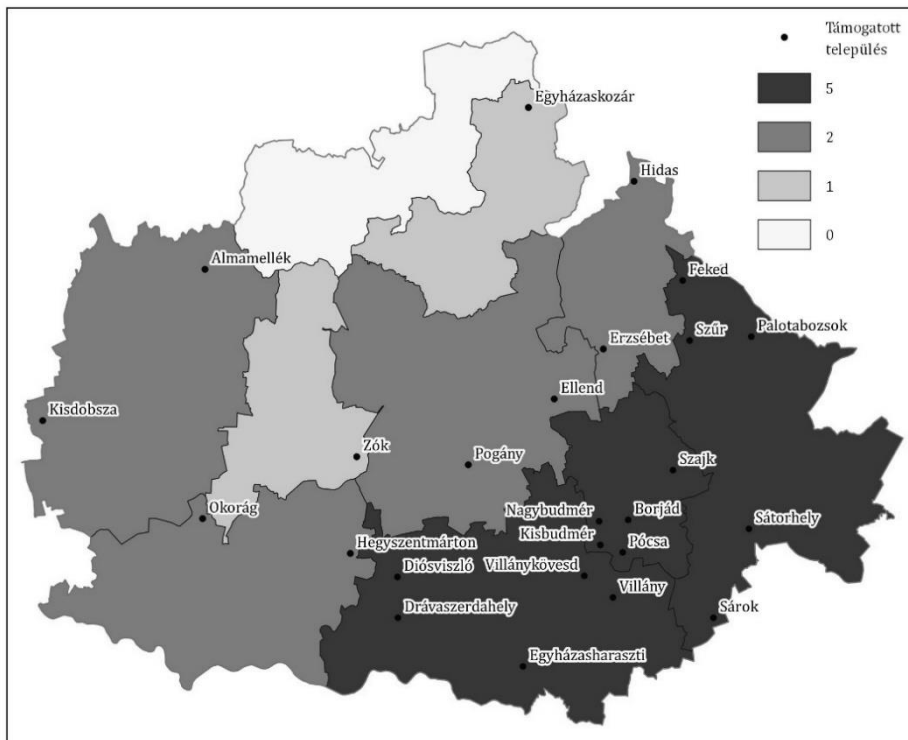 Támogatott
település
5
2
1
0
Egyházaskozár
Hidas
Almamellék
Feked
Szűr
Palotabozsok
Erzsébet
Ellend
Kisdobsza
Zók
Pogány
Szajk
Okorág
Nagybudmér
Borjád
Sátorhely
Kisbudmér
Pócsa
Hegyszentmárton
Diósviszló
Villánykövesd
Villány
Drávaszerdahely
Sárok
Egyházasharaszti